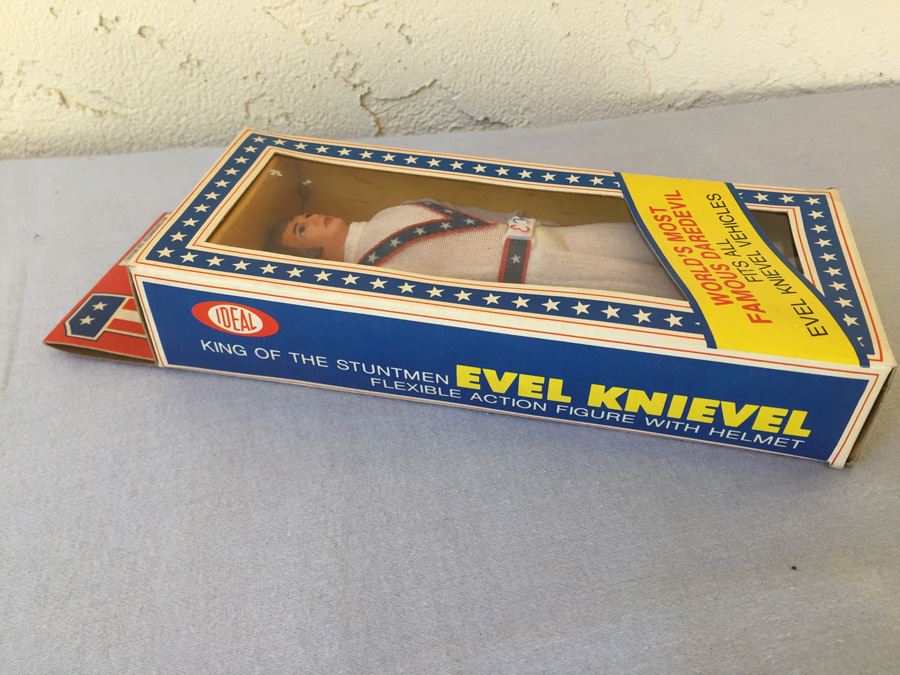 WORLD'S MOST
FAMOUS DAREDEVIL
FITS ALL
EVEL KNIEVEL VEHICLES
IDEAL
KING OF THE STUNTMEN EVEL KNIEVEL
FLEXIBLE ACTION FIGURE WITH HELMET